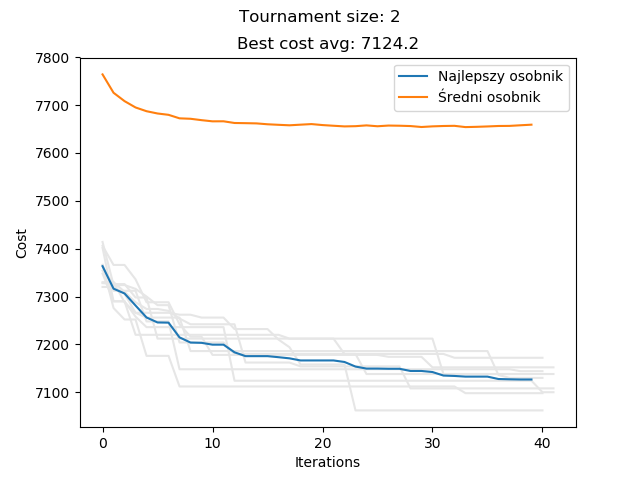 Tournament size: 2
Best cost avg: 7124.2
Najlepszy osobnik
Średni osobnik
7800
7700
7600
7500
7400
7300
7200
7100
Cost
0
10
20
30
40
Iterations